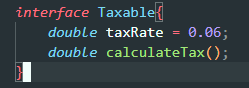 interface Taxable{
    double taxRate = 0.06;
    double calculateTax();
}